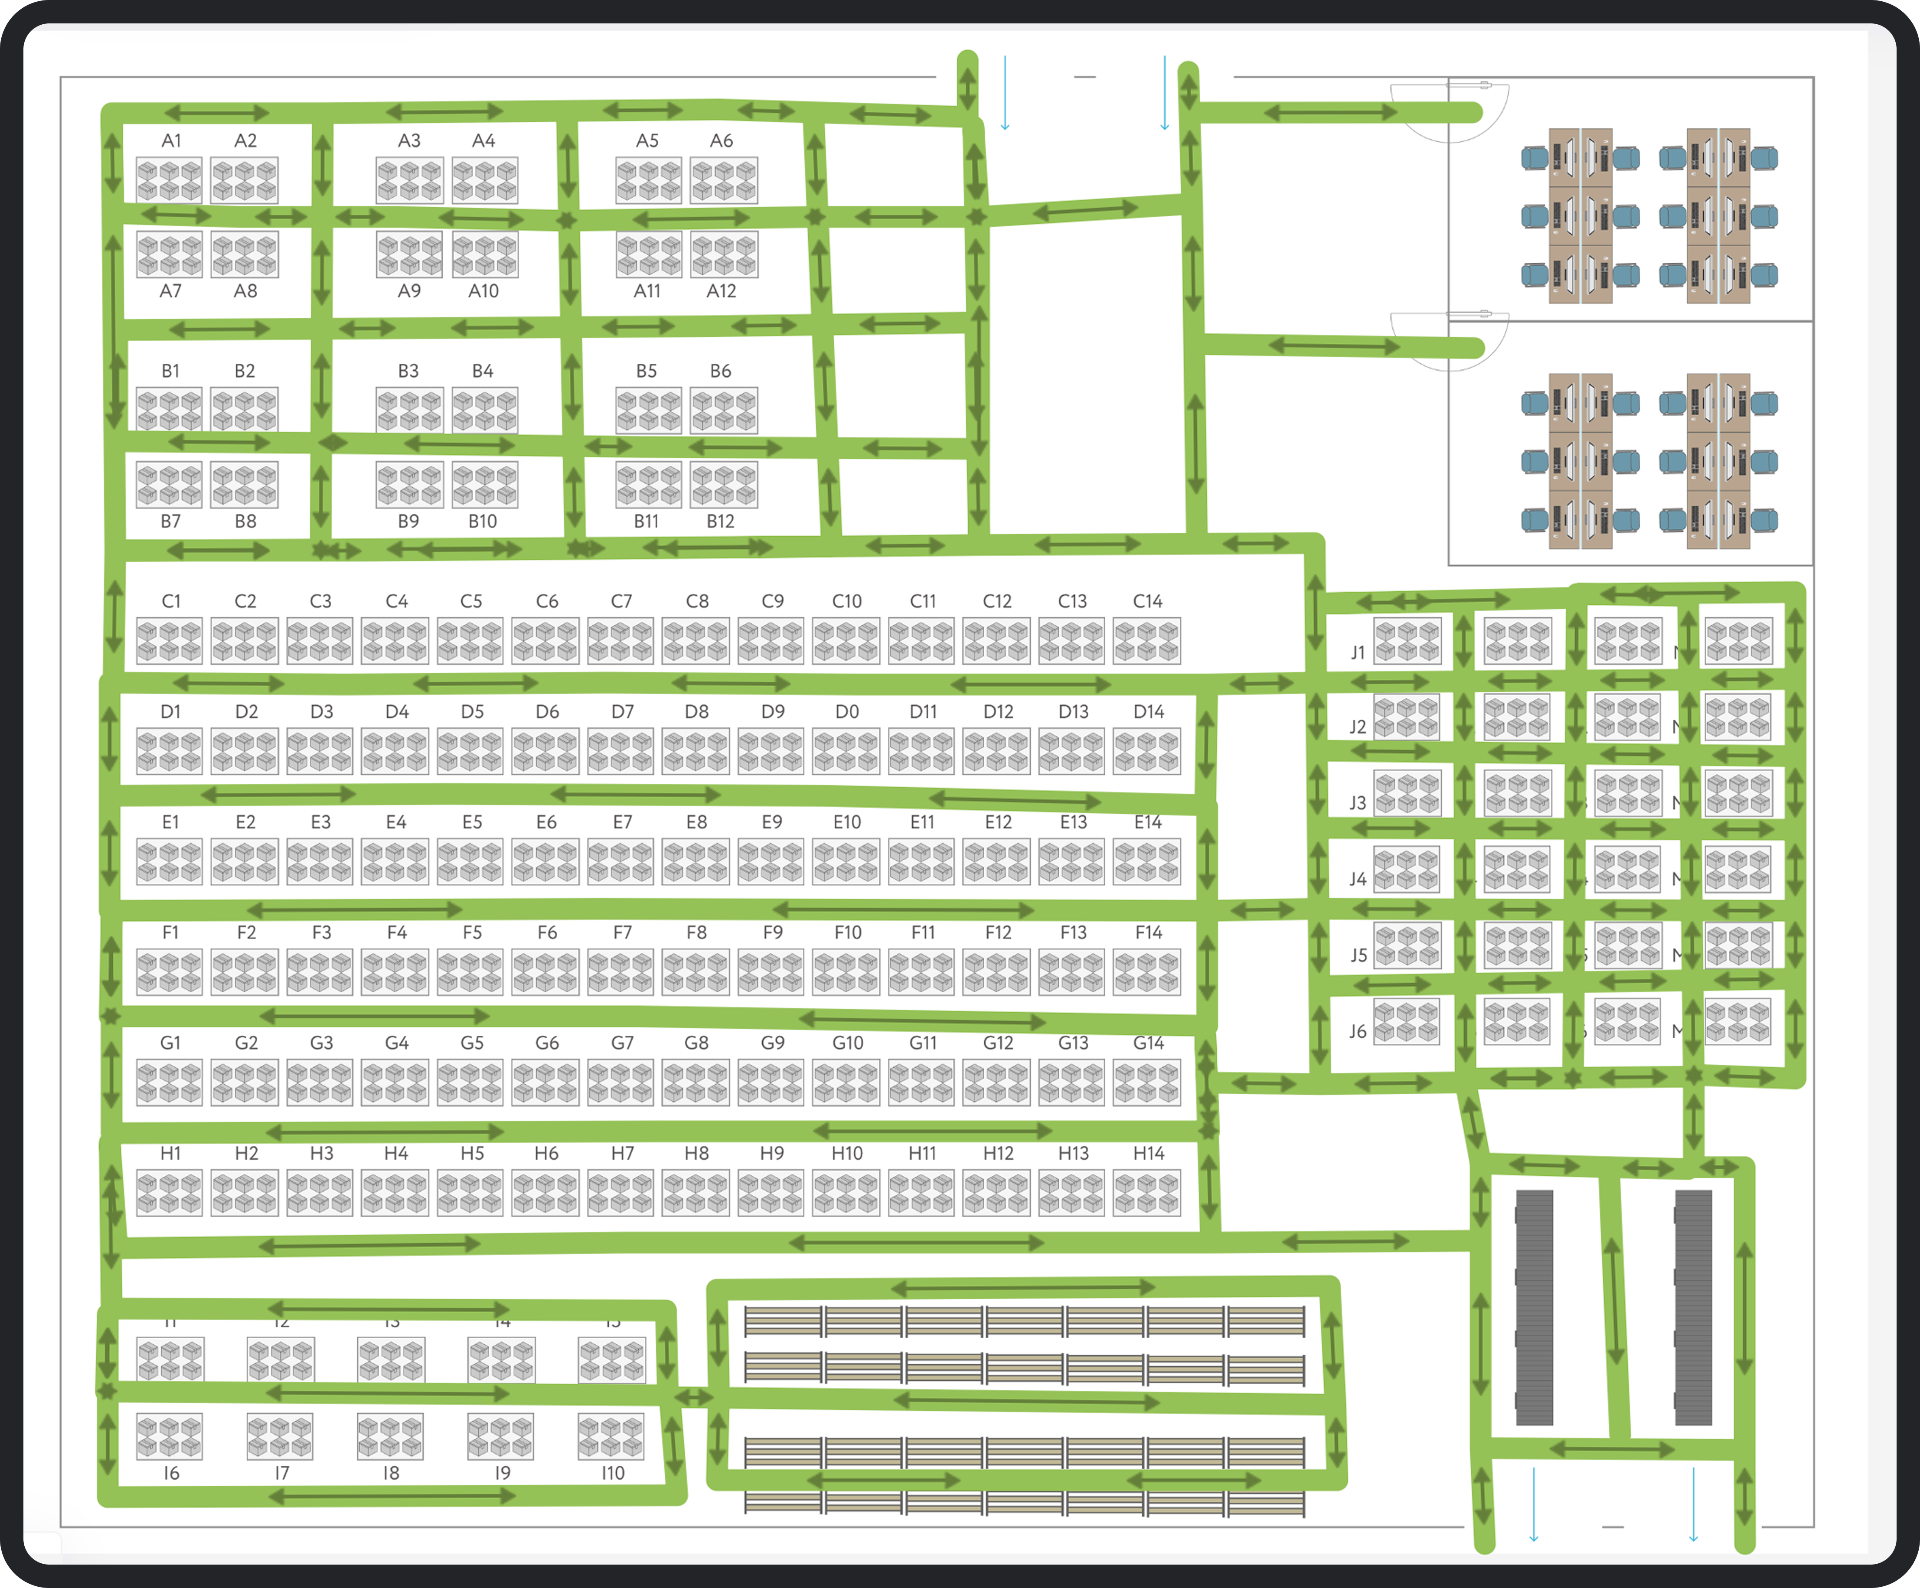 A1 A2 A3 A4 A5 A6
A7 A8 A9 A10 A11 A12
B1 B2 B3 B4 B5 B6
B7 B8 B9 B10 B11 B12
C1 C2 C3 C4 C5 C6 C7 C8 C9 C10 C11 C12 C13 C14
J1
D1 D2 D3 D4 D5 D6 D7 D8 D9 D0 D11 D12 D13 D14
J2
J3
E1 E2 E3 E4 E5 E6 E7 E8 E9 E10 E11 E12 E13 E14
J4
F1 F2 F3 F4 F5 F6 F7 F8 F9 F10 F11 F12 F13 F14
J5
J6
G1 G2 G3 G4 G5 G6 G7 G8 G9 G10 G11 G12 G13 G14
H1 H2 H3 H4 H5 H6 H7 H8 H9 H10 H11 H12 H13 H14
I1 I2 I3 I4 I5
I6 I7 I8 I9 I10